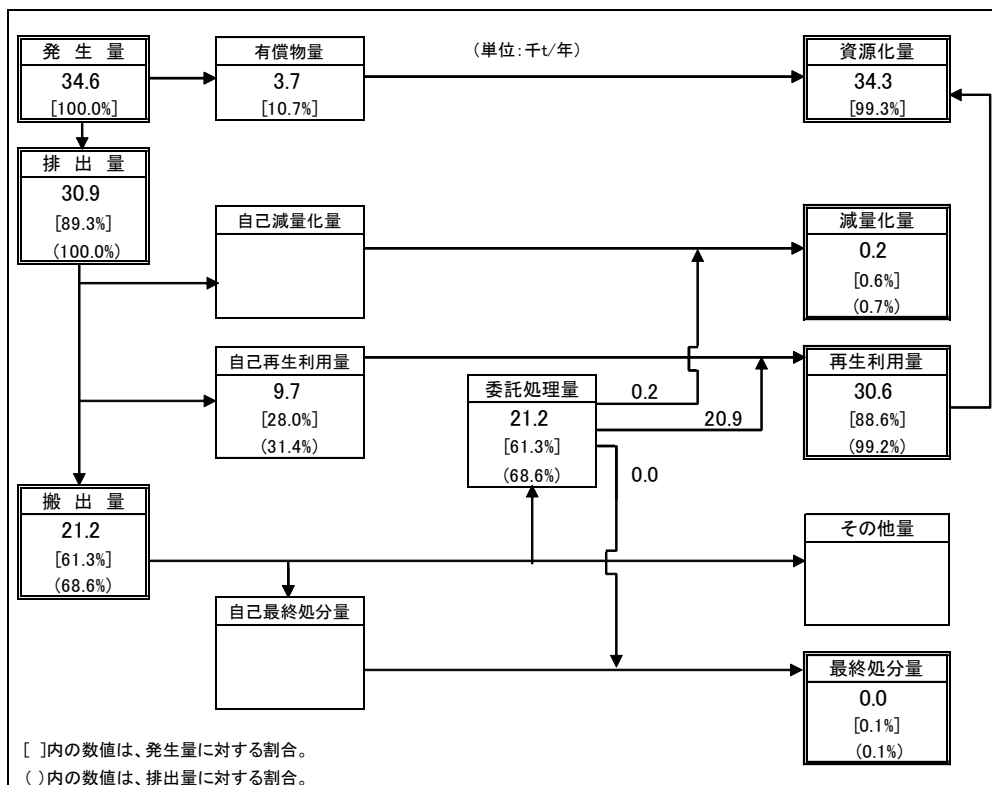 発 生 量
34.6
[100.0%]
有償物量
3.7
[10.7%]
(単位:千t/年)
資源化量
34.3
[99.3%]
排 出 量
30.9
[89.3%]
(100.0%)
自己減量化量
減量化量
0.2
[0.6%]
(0.7%)
自己再生利用量
9.7
[28.0%]
(31.4%)
委託処理量
21.2
[61.3%]
(68.6%)
0.2
20.9
0.0
再生利用量
30.6
[88.6%]
(99.2%)
搬 出 量
21.2
[61.3%]
(68.6%)
その他量
自己最終処分量
最終処分量
0.0
[0.1%]
(0.1%)
[ ]内の数値は、発生量に対する割合。
( )内の数値は、排出量に対する割合。